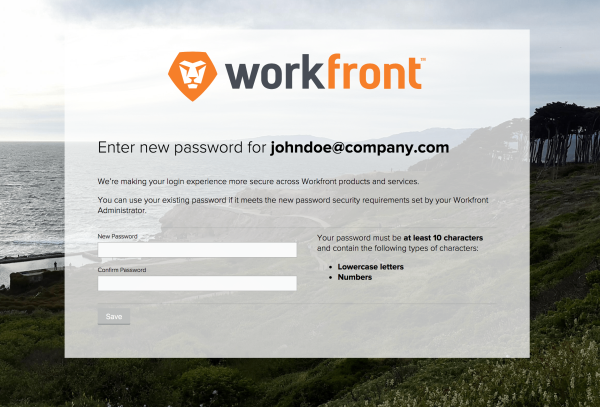 workfront™
Enter new password for johndoe@company.com
We're making your login experience more secure across Workfront products and services.
You can use your existing password if it meets the new password security requirements set by your Workfront
Administrator.
New Password
Confirm Password
Save
Your password must be at least 10 characters
and contain the following types of characters:
• Lowercase letters
• Numbers